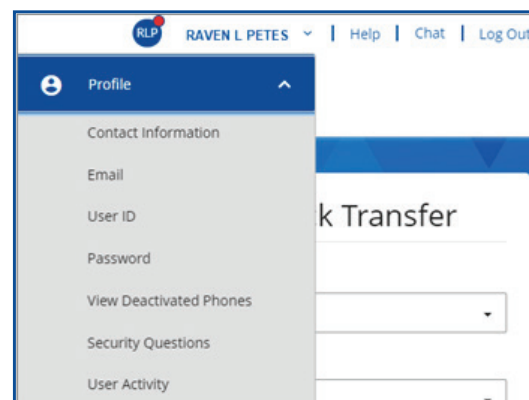 RLP RAVEN L PETES | Help | Chat | Log Out
Profile
Contact Information
Email
User ID
k Transfer
Password
View Deactivated Phones
Security Questions
User Activity